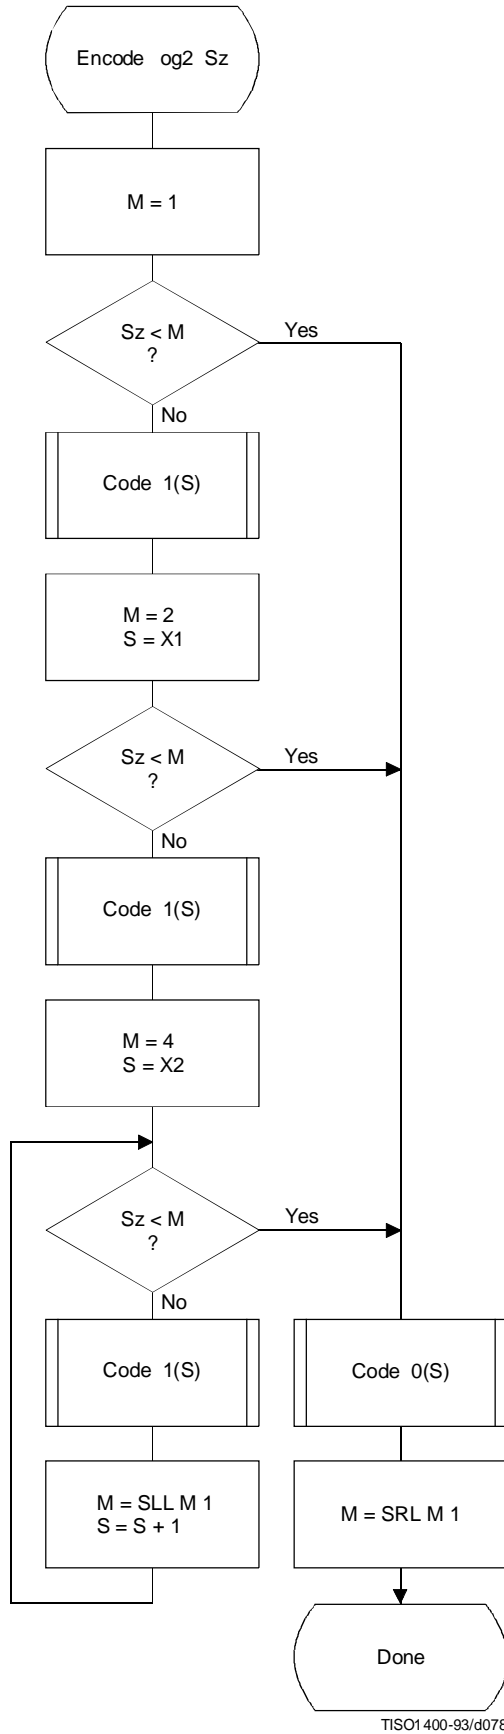 Encode og2 Sz
M = 1
Sz < M
?
Yes
No
Code 1(S)
M = 2
S = X1
Sz < M
?
Yes
No
Code 1(S)
M = 4
S = X2
Sz < M
?
Yes
No
Code 1(S)
Code 0(S)
M = SLL M 1
S = S + 1
M = SRL M 1
Done
TISO1400-93/d078